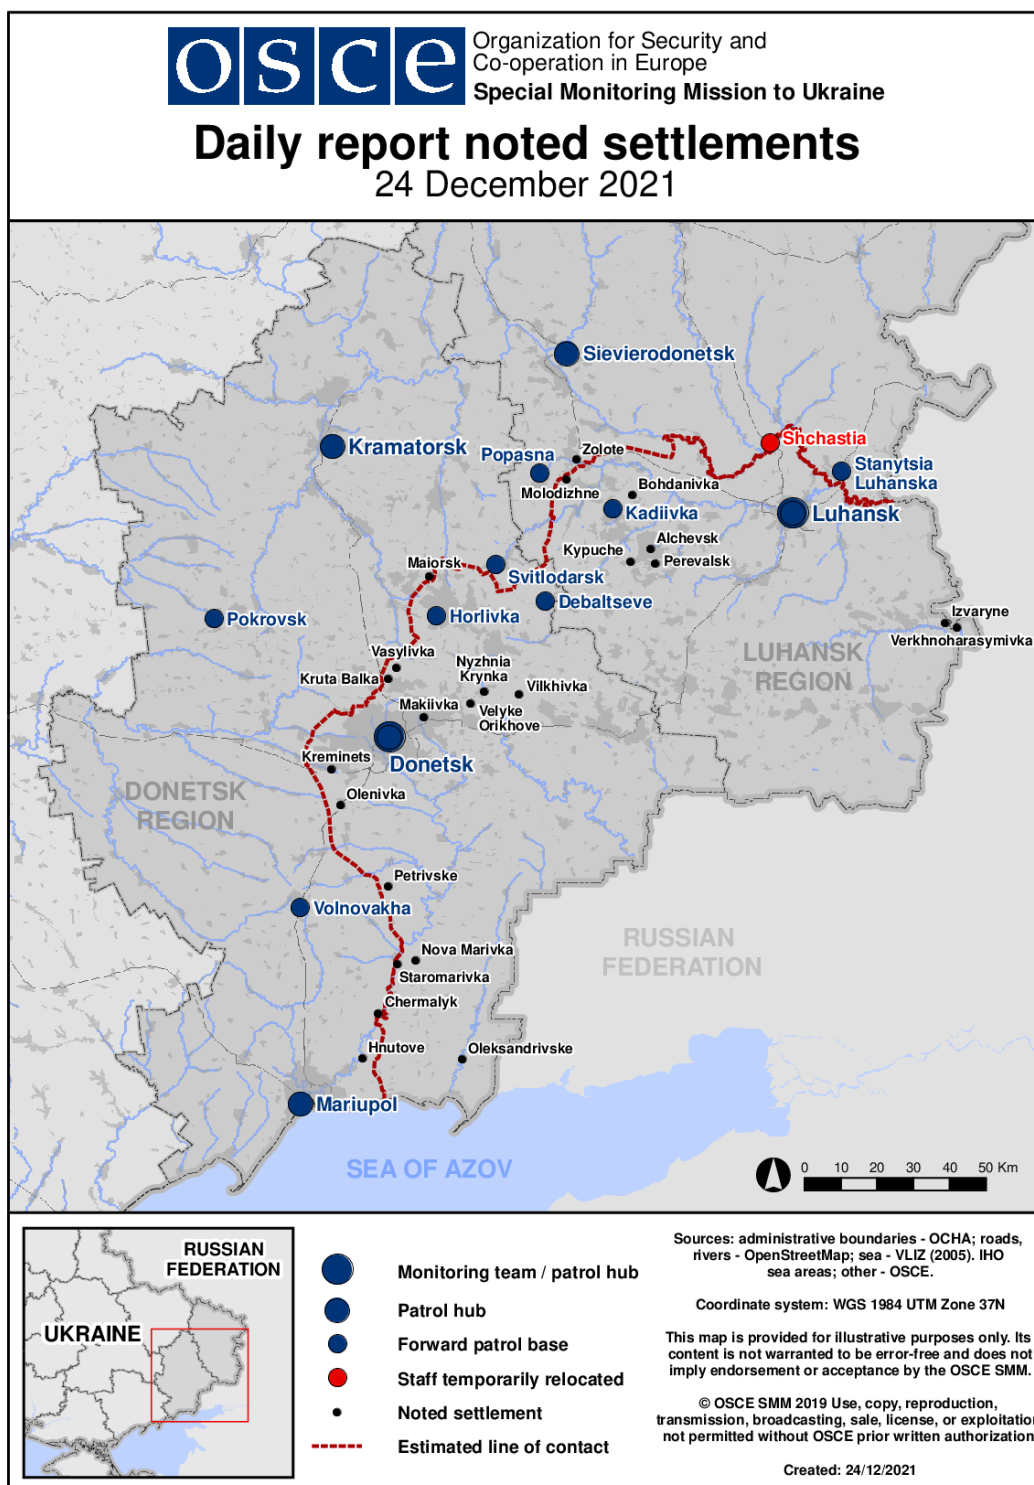 osce
Organization for Security and
Co-operation in Europe
Special Monitoring Mission to Ukraine
Daily report noted settlements
24 December 2021
Sievierodonetsk
Kramatorsk
Shchastia
Popasna
Zolote
Stanytsia
Luhanska
Molodizhne
Bohdanivka
Kadiivka
Luhansk
Alchevsk
Kypuche
Perevalsk
Maiorsk
Svitlodarsk
Debaltseve
Horlivka
Pokrovsk
Izvaryne
Verkhnoharasymivka
LUHANSK
REGION
Vasylivka
Kruta Balka
Nyzhnia
Krynka
Vilkhivka
Makiivka
Velyke
Orikhove
Donetsk
Kreminets
DONETSK
REGION
Olenivka
Petrivske
Volnovakha
RUSSIAN
FEDERATION
Nova Marivka
Staromarivka
Chermalyk
Hnutove
Oleksandrivske
Mariupol
SEA OF AZOV
0 10 20 30 40 50 Km
RUSSIAN
FEDERATION
UKRAINE
Monitoring team / patrol hub
Patrol hub
Forward patrol base
Staff temporarily relocated
Noted settlement
Estimated line of contact
Sources: administrative boundaries - OCHA; roads,
rivers - OpenStreetMap; sea - VLIZ (2005). IHO
sea areas; other - OSCE.
Coordinate system: WGS 1984 UTM Zone 37N
This map is provided for illustrative purposes only. Its
content is not warranted to be error-free and does not
imply endorsement or acceptance by the OSCE SMM.
© OSCE SMM 2019 Use, copy, reproduction,
transmission, broadcasting, sale, license, or exploitation
not permitted without OSCE prior written authorization
Created: 24/12/2021